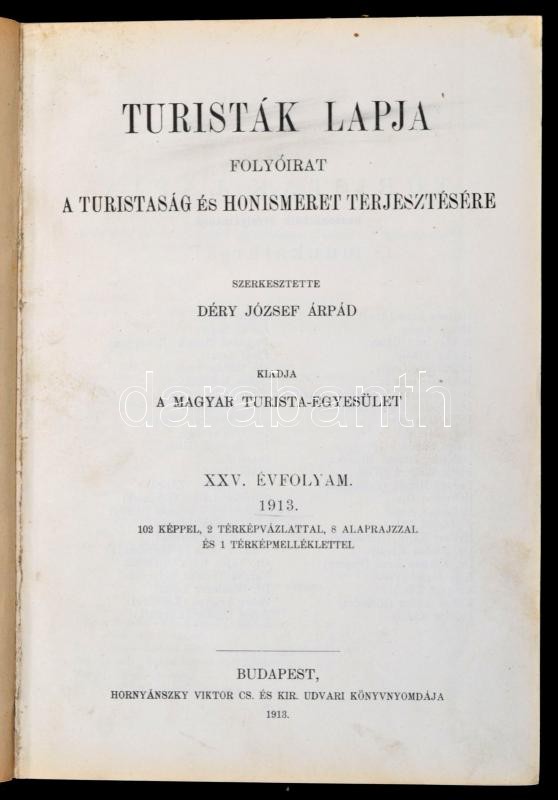 TURISTÁK LAPJA
FOLYÓIRAT
A TURISTASÁG ÉS HONISMERET TERJESZTÉSÉRE
SZERKESZTETTE
DÉRY JÓZSEF ÁRPÁD
KIADJA
A MAGYAR TURISTA-EGYESÜLET
darabanth
XXV. ÉVFOLYAM.
1913.
102 KÉPPEL, 2 TÉRKÉPVÁZLATTAL, 8 ALAPRAJZZAL
ÉS 1 TÉRKÉPMELLÉKLETTEL
BUDAPEST,
HORNYÁNSZKY VIKTOR CS. ÉS KIR. UDVARI KÖNYVNYOMDÁJA
1913.